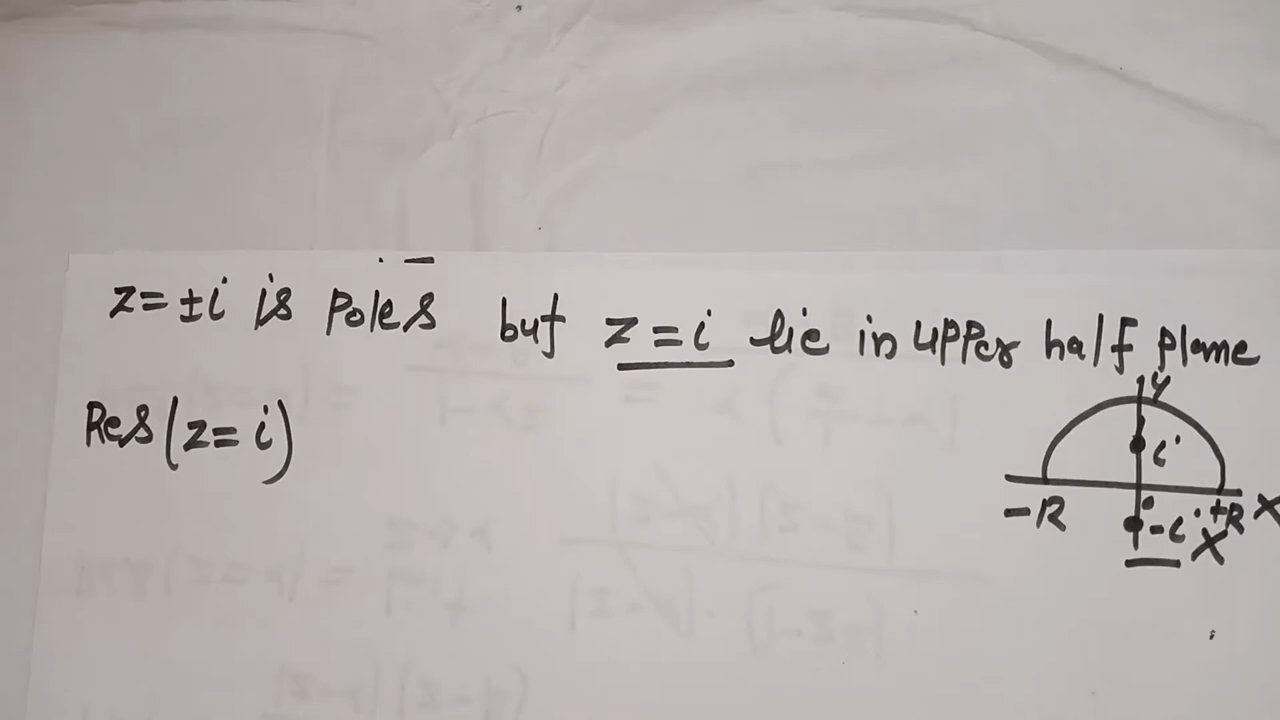 z=±i is poles but z=i lie in upper half plane
Res(z=i)
y
i
-R
-i
+R
X
X